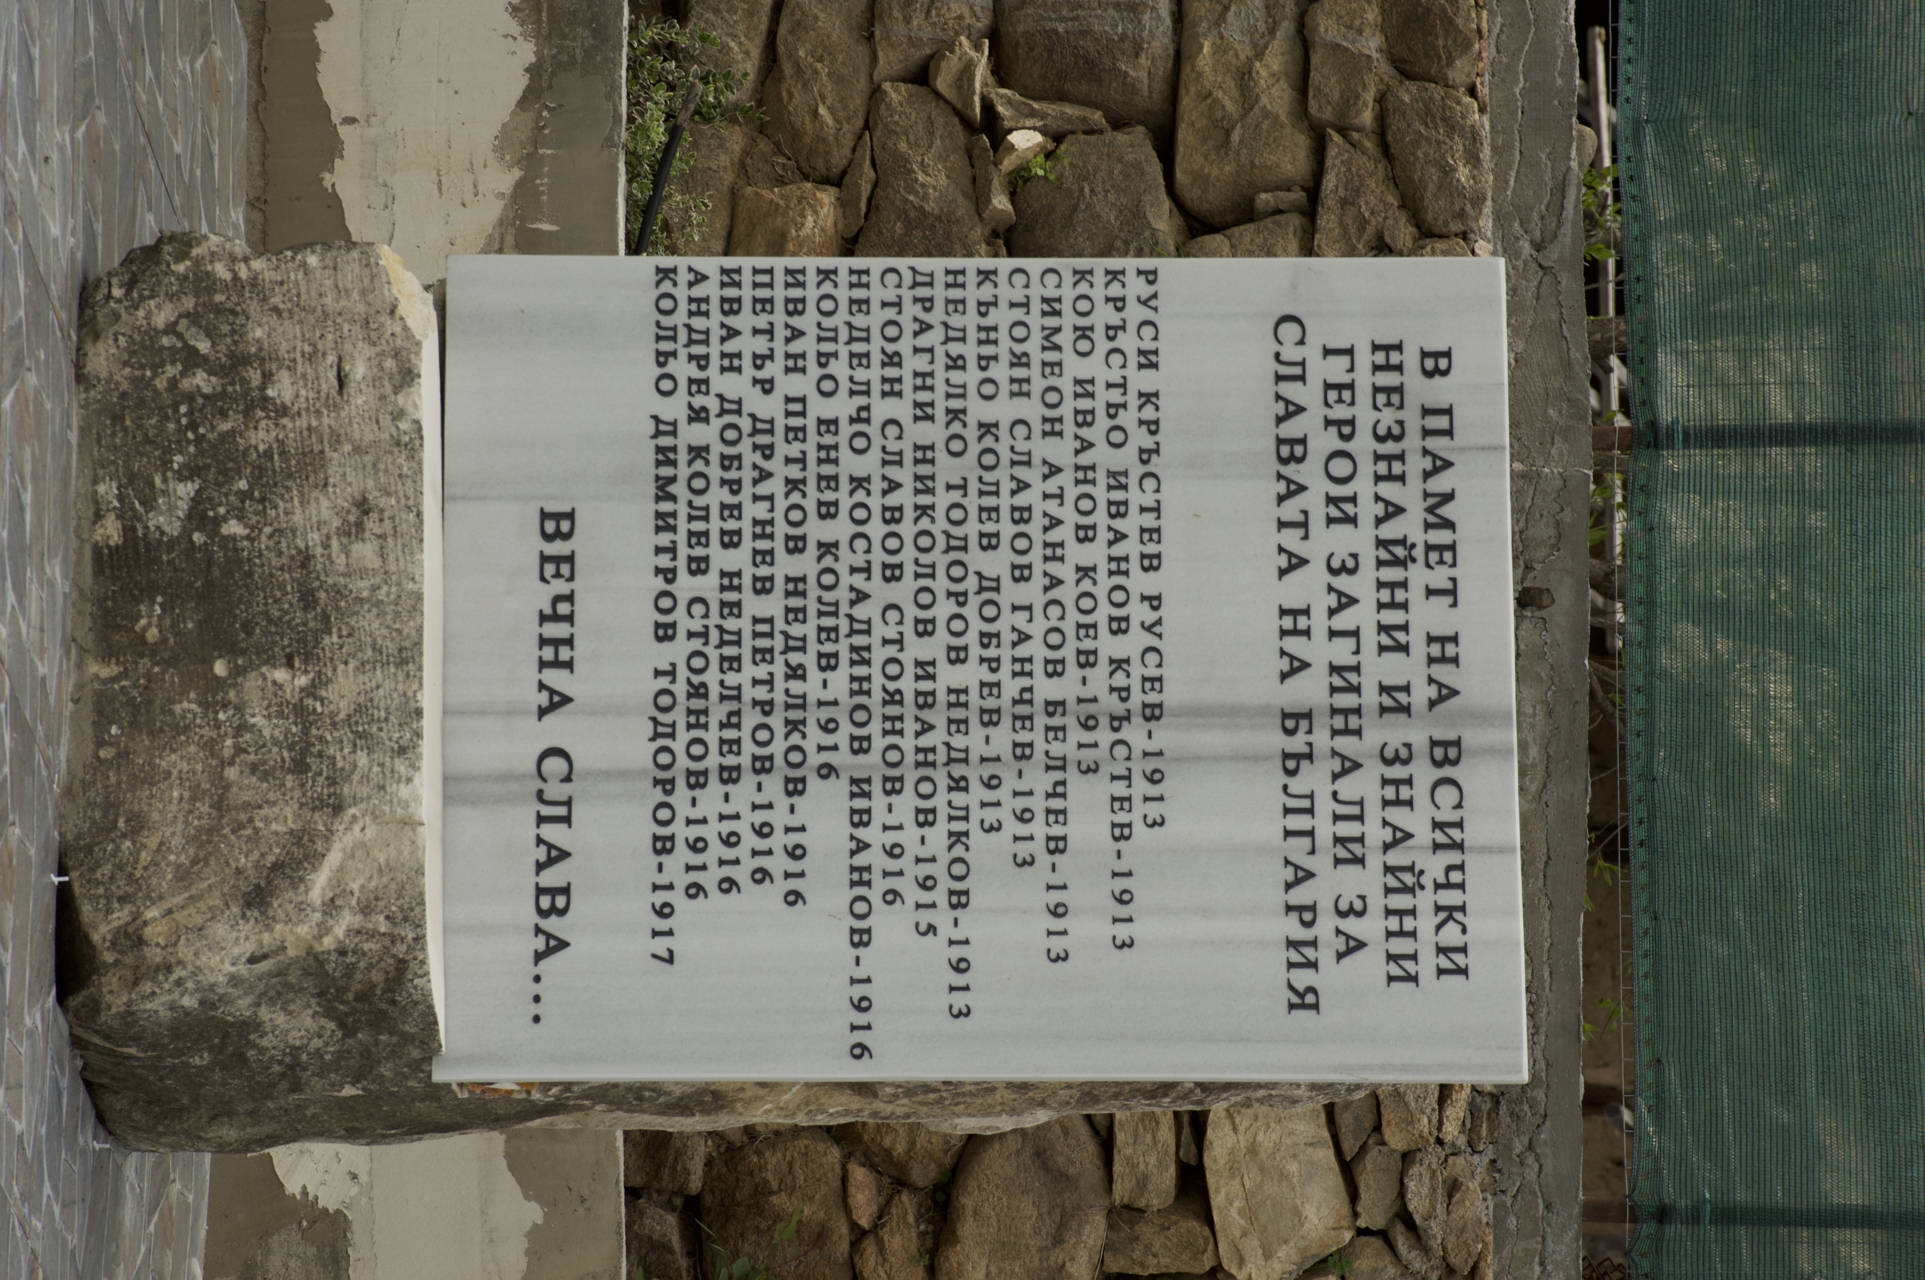 В ПАМЕТ НА ВСИЧКИ
НЕЗНАЙНИ И ЗНАЙНИ
ГЕРОИ ЗАГИНАЛИ ЗА
СЛАВАТА НА БЪЛГАРИЯ
РУСИ КРЪСТЕВ РУСЕВ-1913
КРЪСТЬО ИВАНОВ КРЪСТЕВ-1913
КОЮ ИВАНОВ КОЕВ-1913
СИМЕОН АТАНАСОВ БЕЛЧЕВ-1913
СТОЯН СЛАВОВ ГАНЧЕВ-1913
КЪНЬО КОЛЕВ ДОБРЕВ-1913
НЕДЯЛКО ТОДОРОВ НЕДЯЛКОВ-1913
ДРАГНИ НИКОЛОВ ИВАНОВ-1915
СТОЯН СЛАВОВ СТОЯНОВ-1916
НЕДЕЛЧО КОСТАДИНОВ ИВАНОВ-1916
КОЛЬО ЕНЕВ КОЛЕВ-1916
ИВАН ПЕТКОВ НЕДЯЛКОВ-1916
ПЕТЪР ДРАГНЕВ ПЕТРОВ-1916
ИВАН ДОБРЕВ НЕДЕЛЧЕВ-1916
АНДРЕЯ КОЛЕВ СТОЯНОВ-1916
КОЛЬО ДИМИТРОВ ТОДОРОВ-1917
ВЕЧНА СЛАВА...